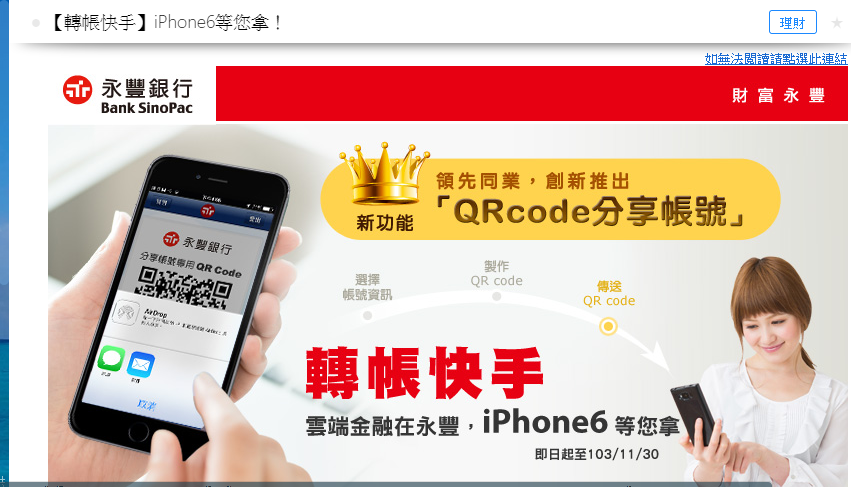 【轉帳快手】iPhone6等您拿！
理財
如無法閱讀請點選此連結
永豐銀行
Bank SinoPac
財富永豐
領先同業，創新推出
新功能
「QRcode分享帳號」
選擇
帳號資訊
製作
QR code
傳送
QR code
永豐銀行
分享帳號專用 QR Code
AirDrop
取消
轉帳快手
雲端金融在永豐，iPhone6 等您拿
即日起至103/11/30